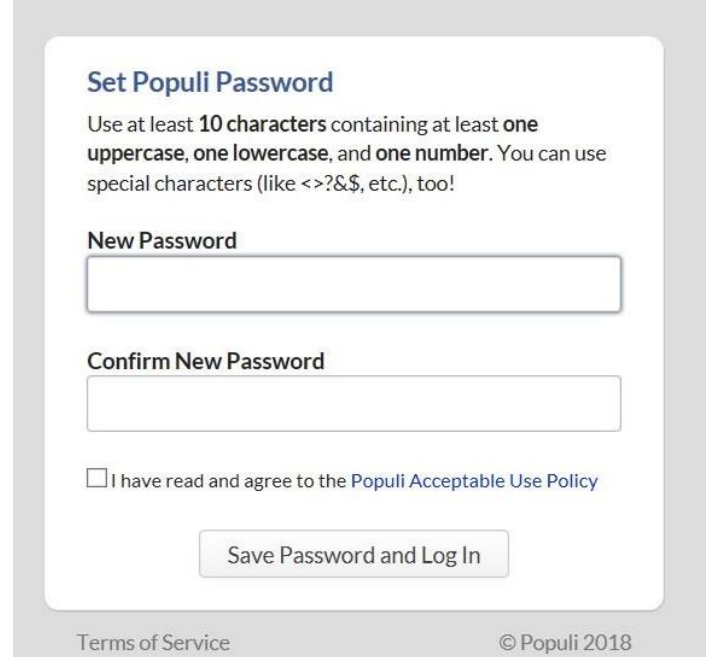 Set Populi Password
Use at least 10 characters containing at least one
uppercase, one lowercase, and one number. You can use
special characters (like <>?&$, etc.), too!
New Password
Confirm New Password
I have read and agree to the Populi Acceptable Use Policy
Save Password and Log In
Terms of Service © Populi 2018